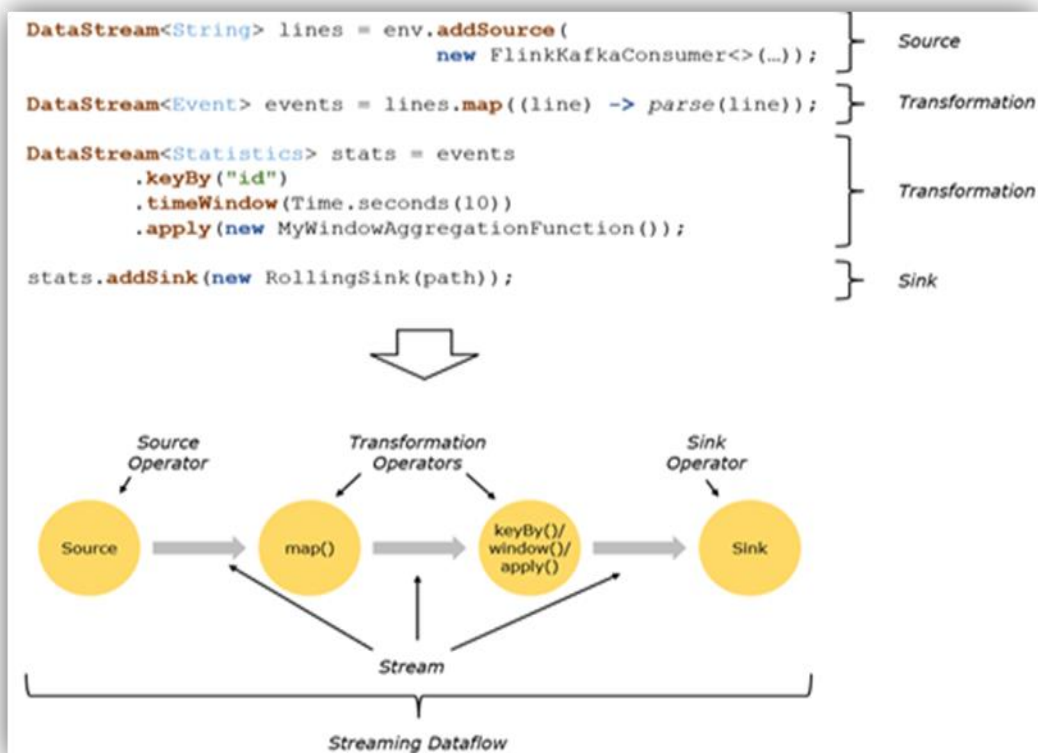 DataStream<String> lines = env.addSource(
new FlinkKafkaConsumer<>(…));
Source
DataStream<Event> events = lines.map((line) -> parse(line));
Transformation
DataStream<Statistics> stats = events
.keyBy("id")
.timeWindow(Time.seconds(10))
.apply(new MyWindowAggregationFunction());
Transformation
stats.addSink(new RollingSink(path));
Sink
Source
Operator
Transformation
Operators
Sink
Operator
Source
map()
keyBy()/
window()/
apply()
Sink
Stream
Streaming Dataflow